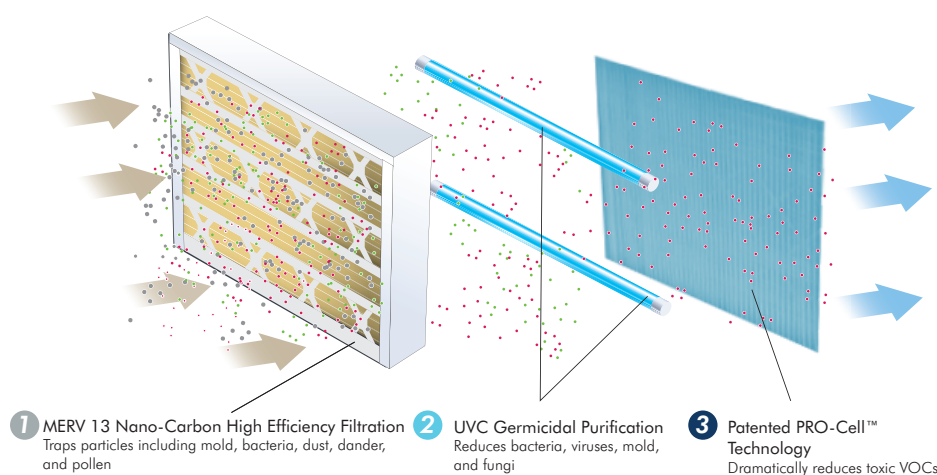 1 MERV 13 Nano-Carbon High Efficiency Filtration
Traps particles including mold, bacteria, dust, dander,
and pollen
2 UVC Germicidal Purification
Reduces bacteria, viruses, mold,
and fungi
3 Patented PRO-Cell™
Technology
Dramatically reduces toxic VOCs